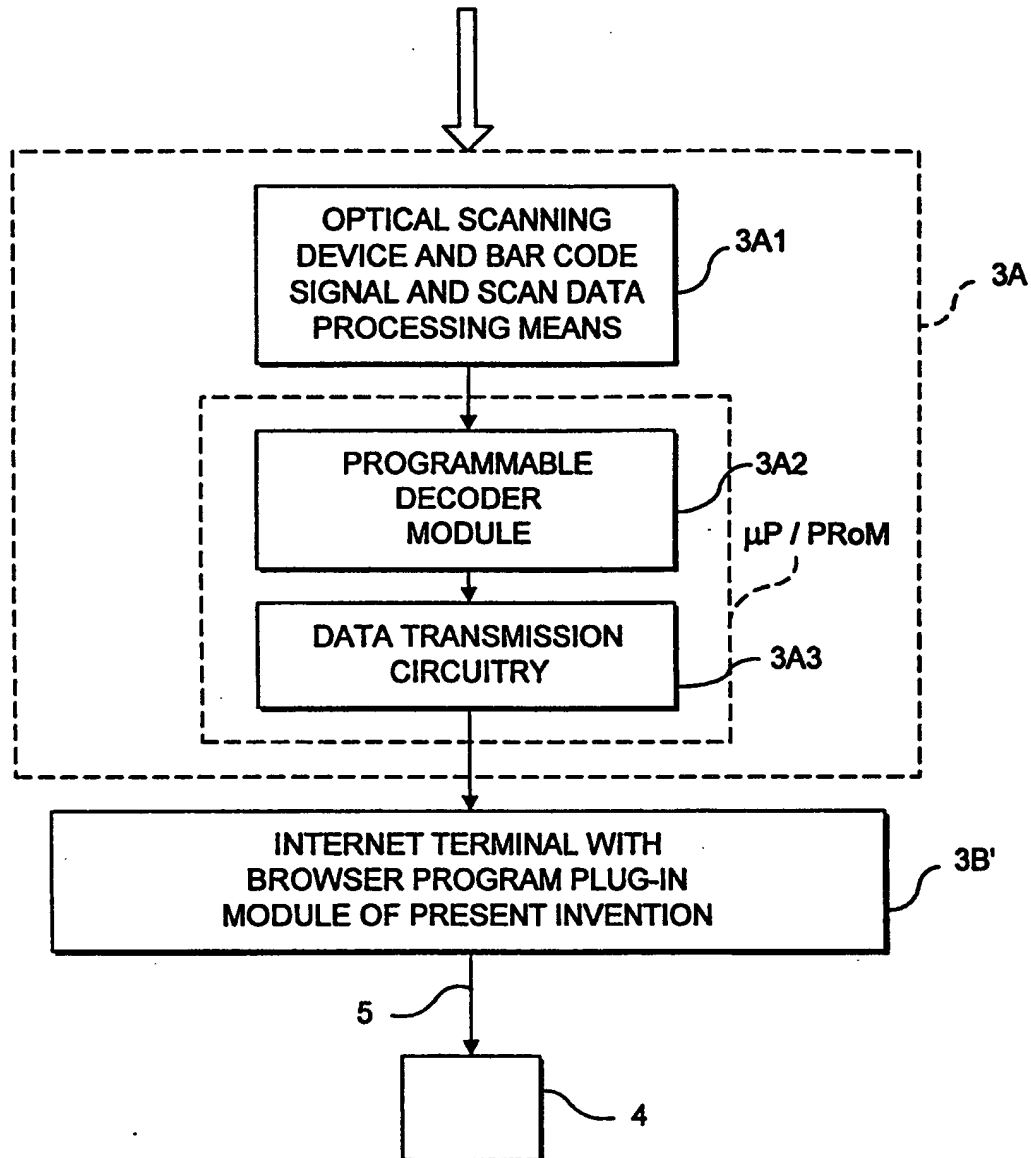 OPTICAL SCANNING
DEVICE AND BAR CODE
SIGNAL AND SCAN DATA
PROCESSING MEANS
3A1
3A
PROGRAMMABLE
DECODER
MODULE
3A2
µP / PRoM
DATA TRANSMISSION
CIRCUITRY
3A3
INTERNET TERMINAL WITH
BROWSER PROGRAM PLUG-IN
MODULE OF PRESENT INVENTION
3B'
5
4